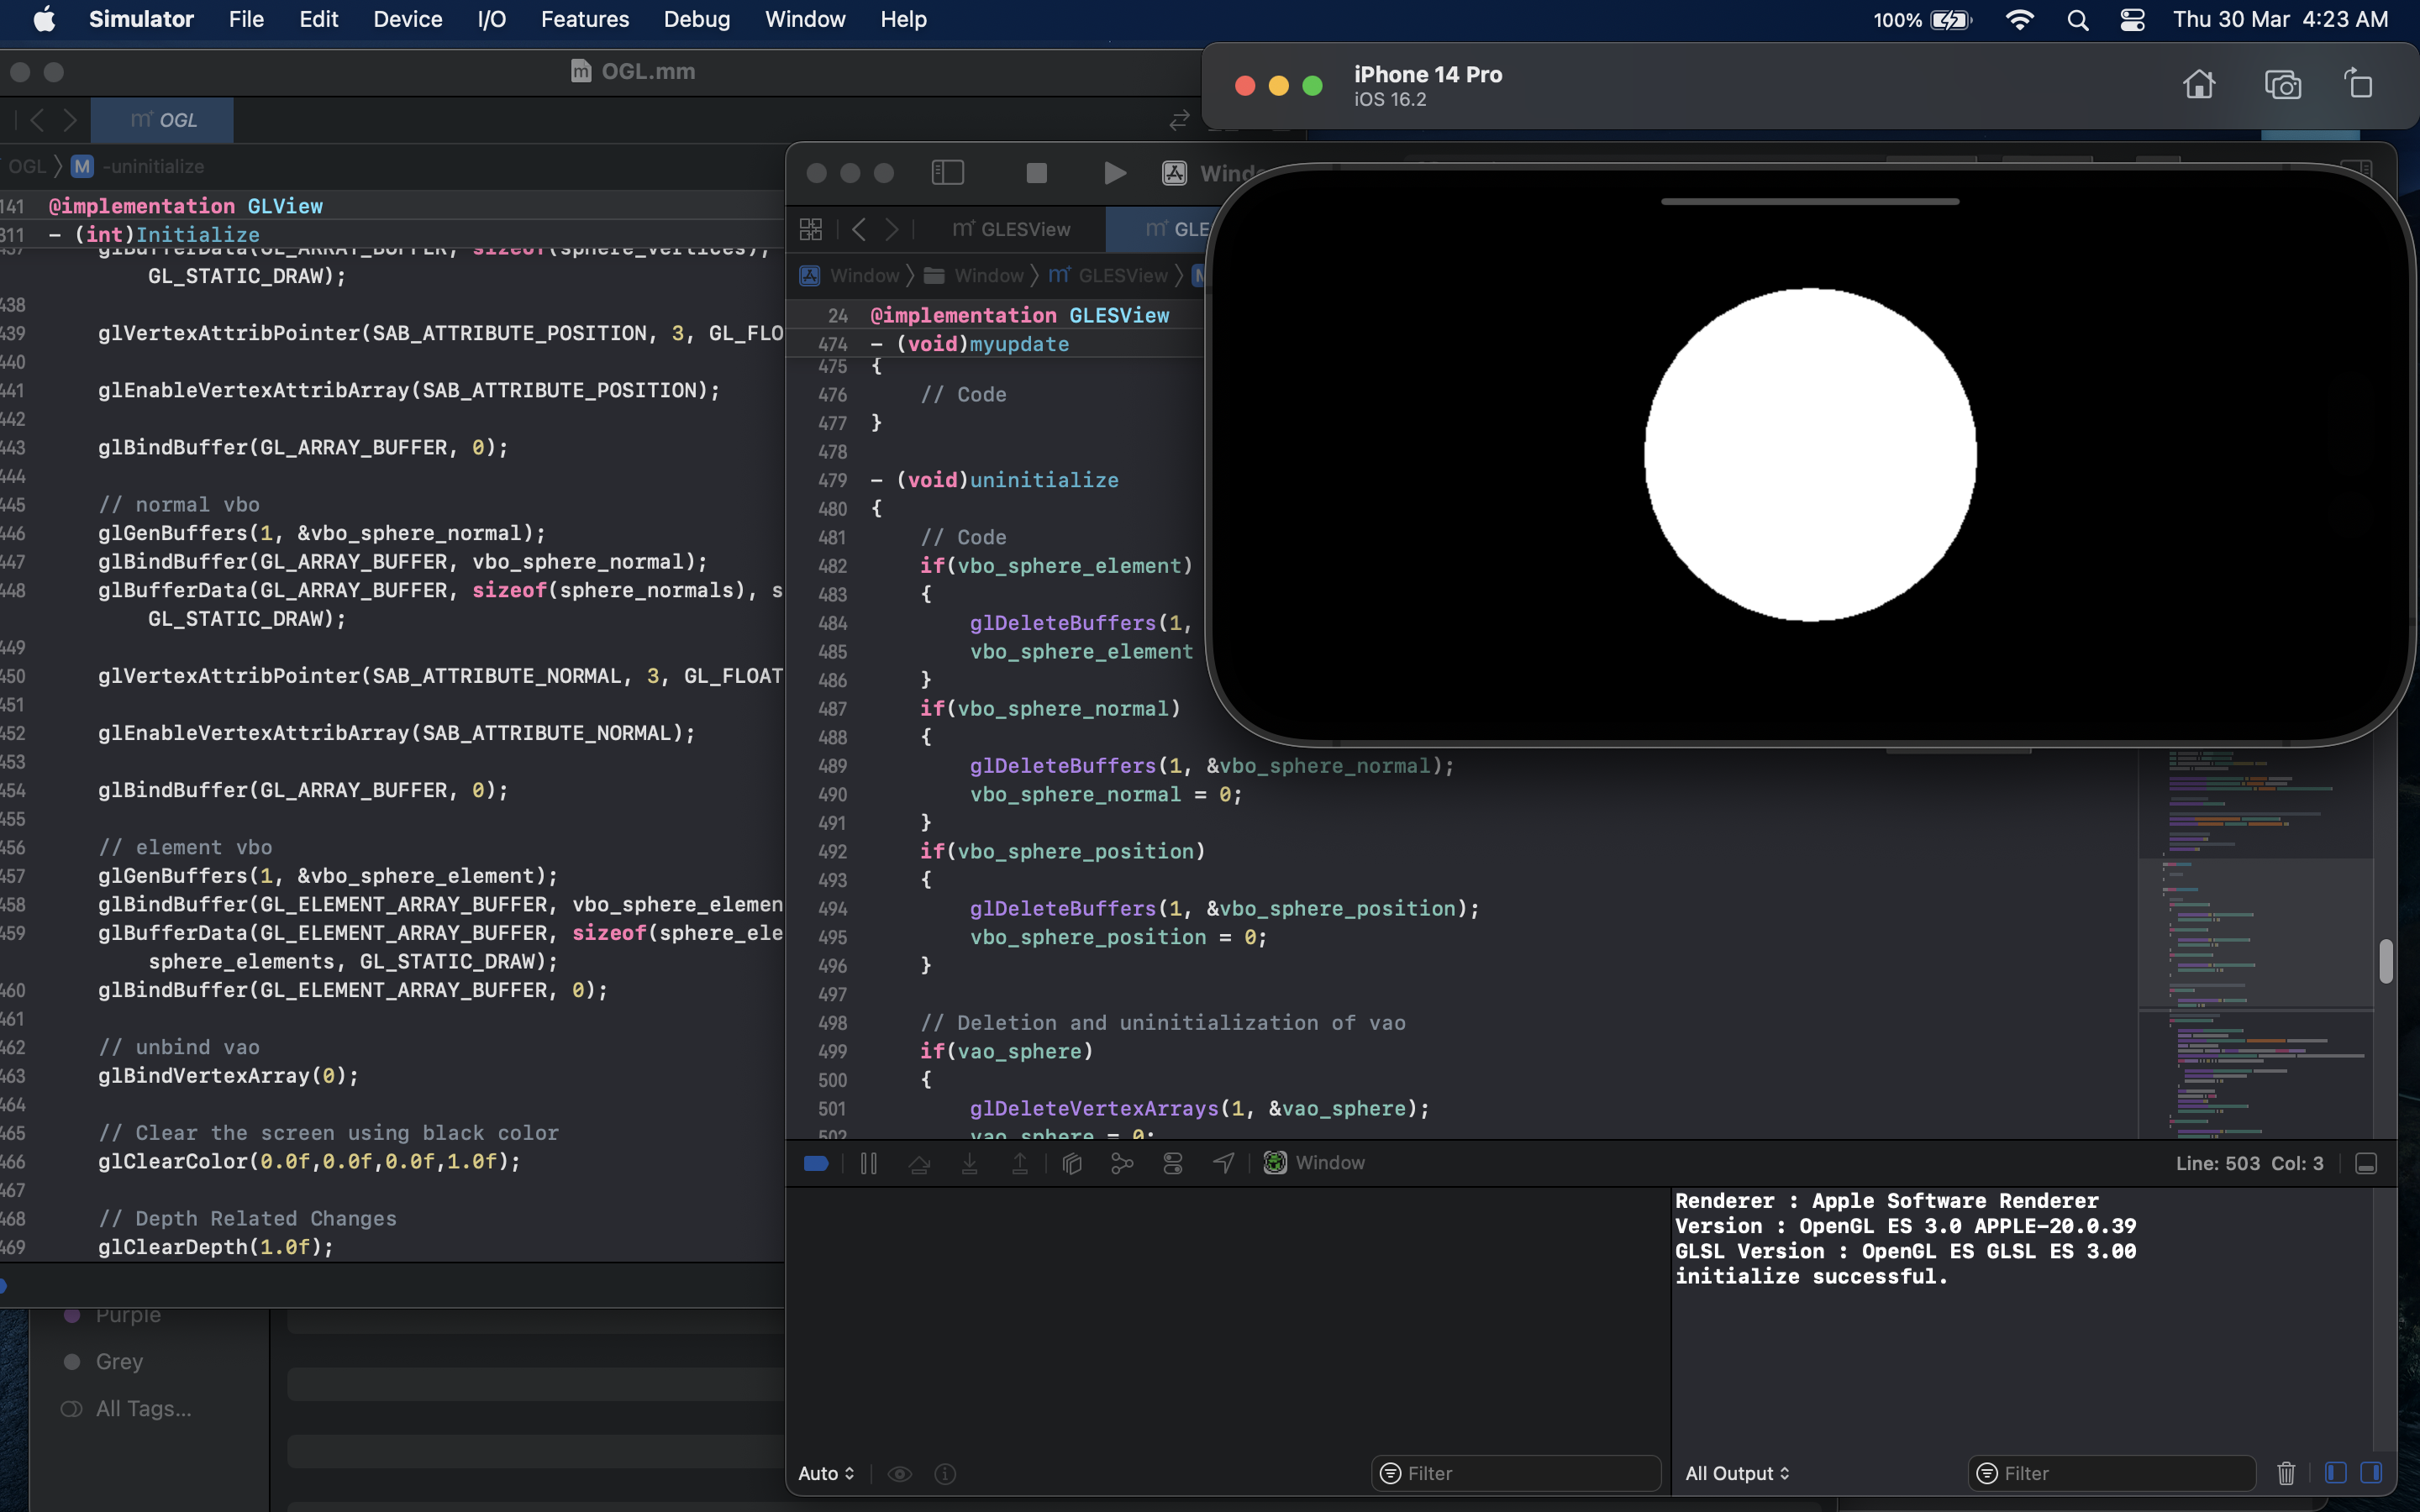 Simulator File Edit Device I/O Features Debug Window Help 100% Thu 30 Mar 4:23 AM
OGL.mm
OGL
OGL M -uninitialize
141 @implementation GLView
311 - (int)Initialize
437 glBufferData(GL_ARRAY_BUFFER, sizeof(sphere_vertices),
GL_STATIC_DRAW);
438
439 glVertexAttribPointer(SAB_ATTRIBUTE_POSITION, 3, GL_FLO
440
441 glEnableVertexAttribArray(SAB_ATTRIBUTE_POSITION);
442
443 glBindBuffer(GL_ARRAY_BUFFER, 0);
444
445 // normal vbo
446 glGenBuffers(1, &vbo_sphere_normal);
447 glBindBuffer(GL_ARRAY_BUFFER, vbo_sphere_normal);
448 glBufferData(GL_ARRAY_BUFFER, sizeof(sphere_normals), s
GL_STATIC_DRAW);
449
450 glVertexAttribPointer(SAB_ATTRIBUTE_NORMAL, 3, GL_FLOAT
451
452 glEnableVertexAttribArray(SAB_ATTRIBUTE_NORMAL);
453
454 glBindBuffer(GL_ARRAY_BUFFER, 0);
455
456 // element vbo
457 glGenBuffers(1, &vbo_sphere_element);
458 glBindBuffer(GL_ELEMENT_ARRAY_BUFFER, vbo_sphere_elemen
459 glBufferData(GL_ELEMENT_ARRAY_BUFFER, sizeof(sphere_ele
sphere_elements, GL_STATIC_DRAW);
460 glBindBuffer(GL_ELEMENT_ARRAY_BUFFER, 0);
461
462 // unbind vao
463 glBindVertexArray(0);
464
465 // Clear the screen using black color
466 glClearColor(0.0f,0.0f,0.0f,1.0f);
467
468 // Depth Related Changes
469 glClearDepth(1.0f);
Purple
Grey
All Tags...
iPhone 14 Pro
iOS 16.2
Windo
GLESView GLE
Window Window GLESView
24 @implementation GLESView
474 - (void)myupdate
475 {
476 // Code
477 }
478
479 - (void)uninitialize
480 {
481 // Code
482 if(vbo_sphere_element)
483 {
484 glDeleteBuffers(1,
485 vbo_sphere_element
486 }
487 if(vbo_sphere_normal)
488 {
489 glDeleteBuffers(1, &vbo_sphere_normal);
490 vbo_sphere_normal = 0;
491 }
492 if(vbo_sphere_position)
493 {
494 glDeleteBuffers(1, &vbo_sphere_position);
495 vbo_sphere_position = 0;
496 }
497
498 // Deletion and uninitialization of vao
499 if(vao_sphere)
500 {
501 glDeleteVertexArrays(1, &vao_sphere);
502 vao_sphere = 0;
Window Line: 503 Col: 3
Renderer : Apple Software Renderer
Version : OpenGL ES 3.0 APPLE-20.0.39
GLSL Version : OpenGL ES GLSL ES 3.00
initialize successful.
Auto Filter All Output Filter